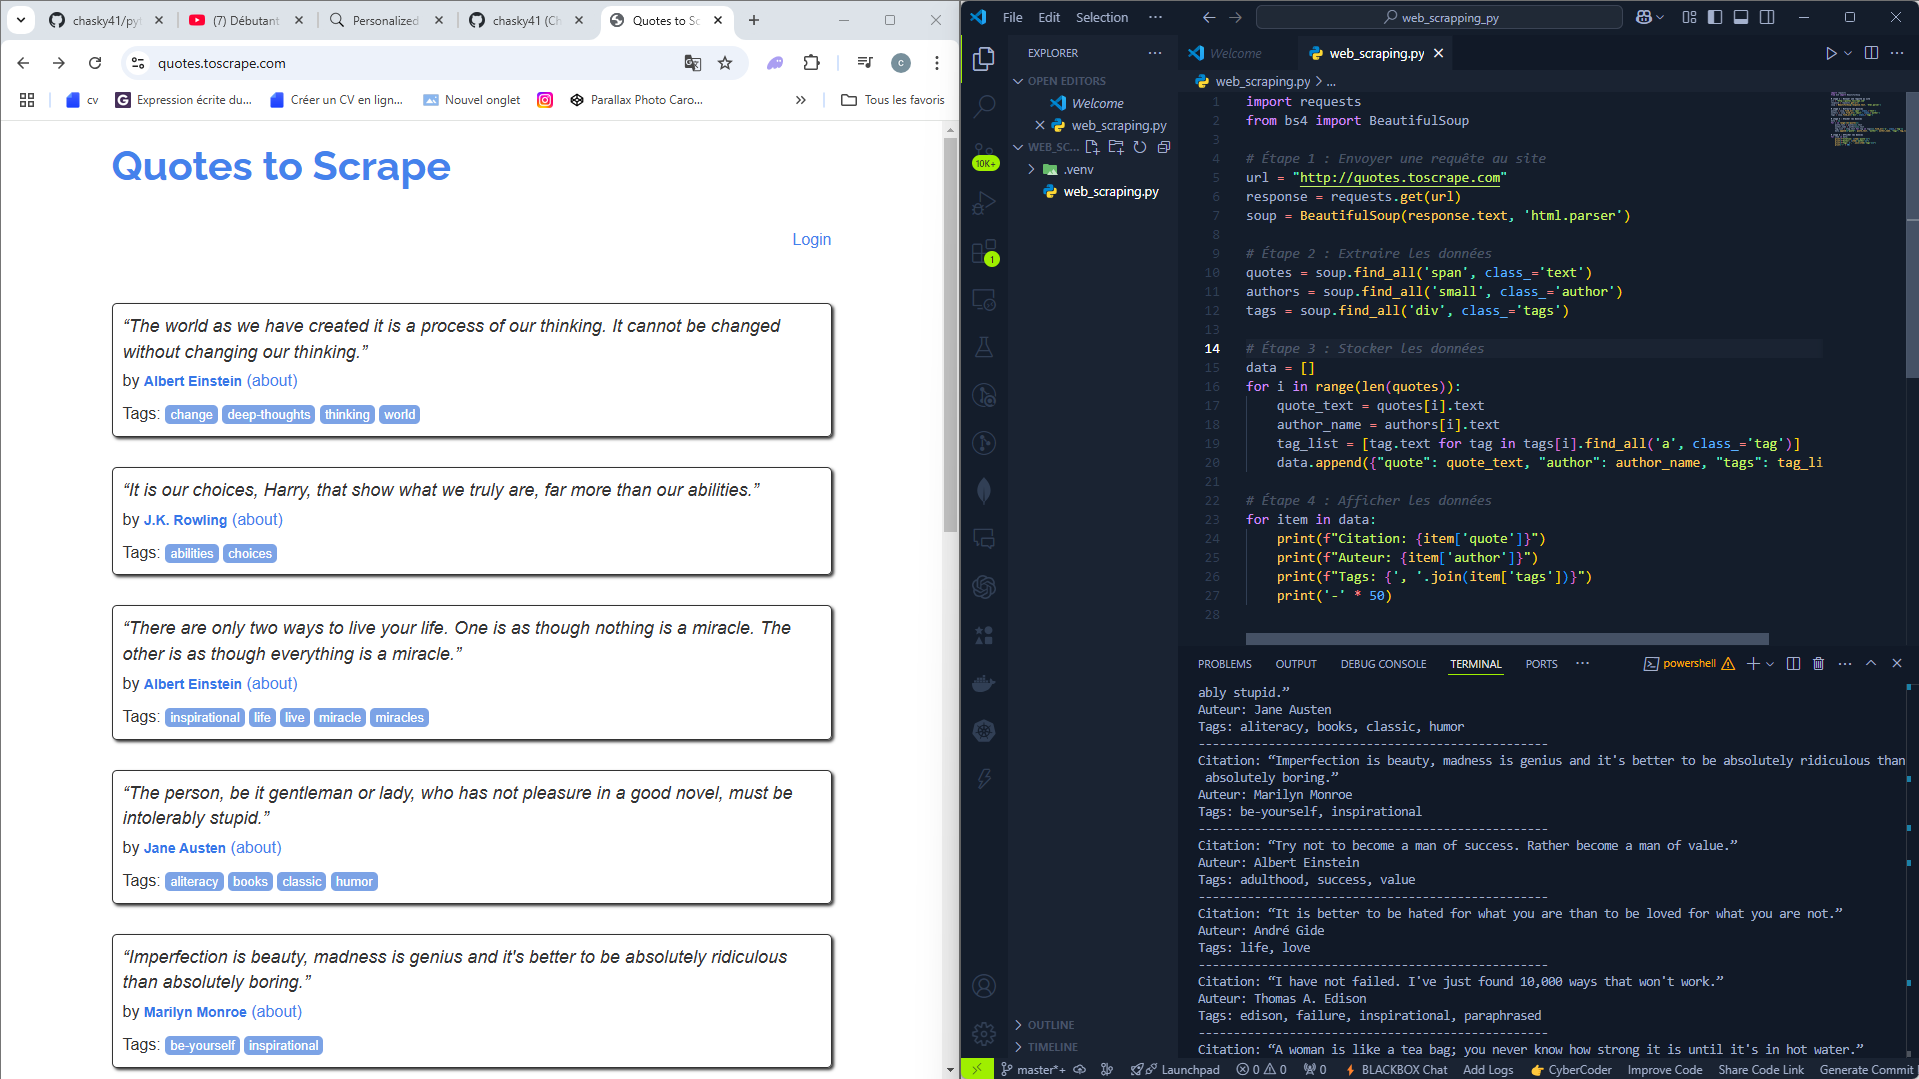 chasky41/pyt
(7) Débutant
Personalized
chasky41 (Ch
Quotes to Sc
quotes.toscrape.com
cv
Expression écrite du...
Créer un CV en lign...
Nouvel onglet
Parallax Photo Caro...
Tous les favoris
Quotes to Scrape
Login
“The world as we have created it is a process of our thinking. It cannot be changed
without changing our thinking.”
by Albert Einstein (about)
Tags: change deep-thoughts thinking world
“It is our choices, Harry, that show what we truly are, far more than our abilities.”
by J.K. Rowling (about)
Tags: abilities choices
“There are only two ways to live your life. One is as though nothing is a miracle. The
other is as though everything is a miracle.”
by Albert Einstein (about)
Tags: inspirational life live miracle miracles
“The person, be it gentleman or lady, who has not pleasure in a good novel, must be
intolerably stupid.”
by Jane Austen (about)
Tags: aliteracy books classic humor
“Imperfection is beauty, madness is genius and it's better to be absolutely ridiculous
than absolutely boring.”
by Marilyn Monroe (about)
Tags: be-yourself inspirational
File Edit Selection ...
web_scrapping_py
EXPLORER
OPEN EDITORS
Welcome
web_scraping.py
WEB_SC...
.venv
web_scraping.py
10K+
1
OUTLINE
TIMELINE
Welcome
web_scraping.py
web_scraping.py > ...
1 import requests
2 from bs4 import BeautifulSoup
3
4 # Étape 1 : Envoyer une requête au site
5 url = "http://quotes.toscrape.com"
6 response = requests.get(url)
7 soup = BeautifulSoup(response.text, 'html.parser')
8
9 # Étape 2 : Extraire les données
10 quotes = soup.find_all('span', class_='text')
11 authors = soup.find_all('small', class_='author')
12 tags = soup.find_all('div', class_='tags')
13
14 # Étape 3 : Stocker les données
15 data = []
16 for i in range(len(quotes)):
17 quote_text = quotes[i].text
18 author_name = authors[i].text
19 tag_list = [tag.text for tag in tags[i].find_all('a', class_='tag')]
20 data.append({"quote": quote_text, "author": author_name, "tags": tag_li
21
22 # Étape 4 : Afficher les données
23 for item in data:
24 print(f"Citation: {item['quote']}")
25 print(f"Auteur: {item['author']}")
26 print(f"Tags: {', '.join(item['tags'])}")
27 print('-' * 50)
28
PROBLEMS OUTPUT DEBUG CONSOLE TERMINAL PORTS ...
powershell
ably stupid.”
Auteur: Jane Austen
Tags: aliteracy, books, classic, humor
--------------------------------------------------
Citation: “Imperfection is beauty, madness is genius and it's better to be absolutely ridiculous than
absolutely boring.”
Auteur: Marilyn Monroe
Tags: be-yourself, inspirational
--------------------------------------------------
Citation: “Try not to become a man of success. Rather become a man of value.”
Auteur: Albert Einstein
Tags: adulthood, success, value
--------------------------------------------------
Citation: “It is better to be hated for what you are than to be loved for what you are not.”
Auteur: André Gide
Tags: life, love
--------------------------------------------------
Citation: “I have not failed. I've just found 10,000 ways that won't work.”
Auteur: Thomas A. Edison
Tags: edison, failure, inspirational, paraphrased
--------------------------------------------------
Citation: “A woman is like a tea bag; you never know how strong it is until it's in hot water.”
master*+ Launchpad 0 0 0 BLACKBOX Chat Add Logs CyberCoder Improve Code Share Code Link Generate Commit